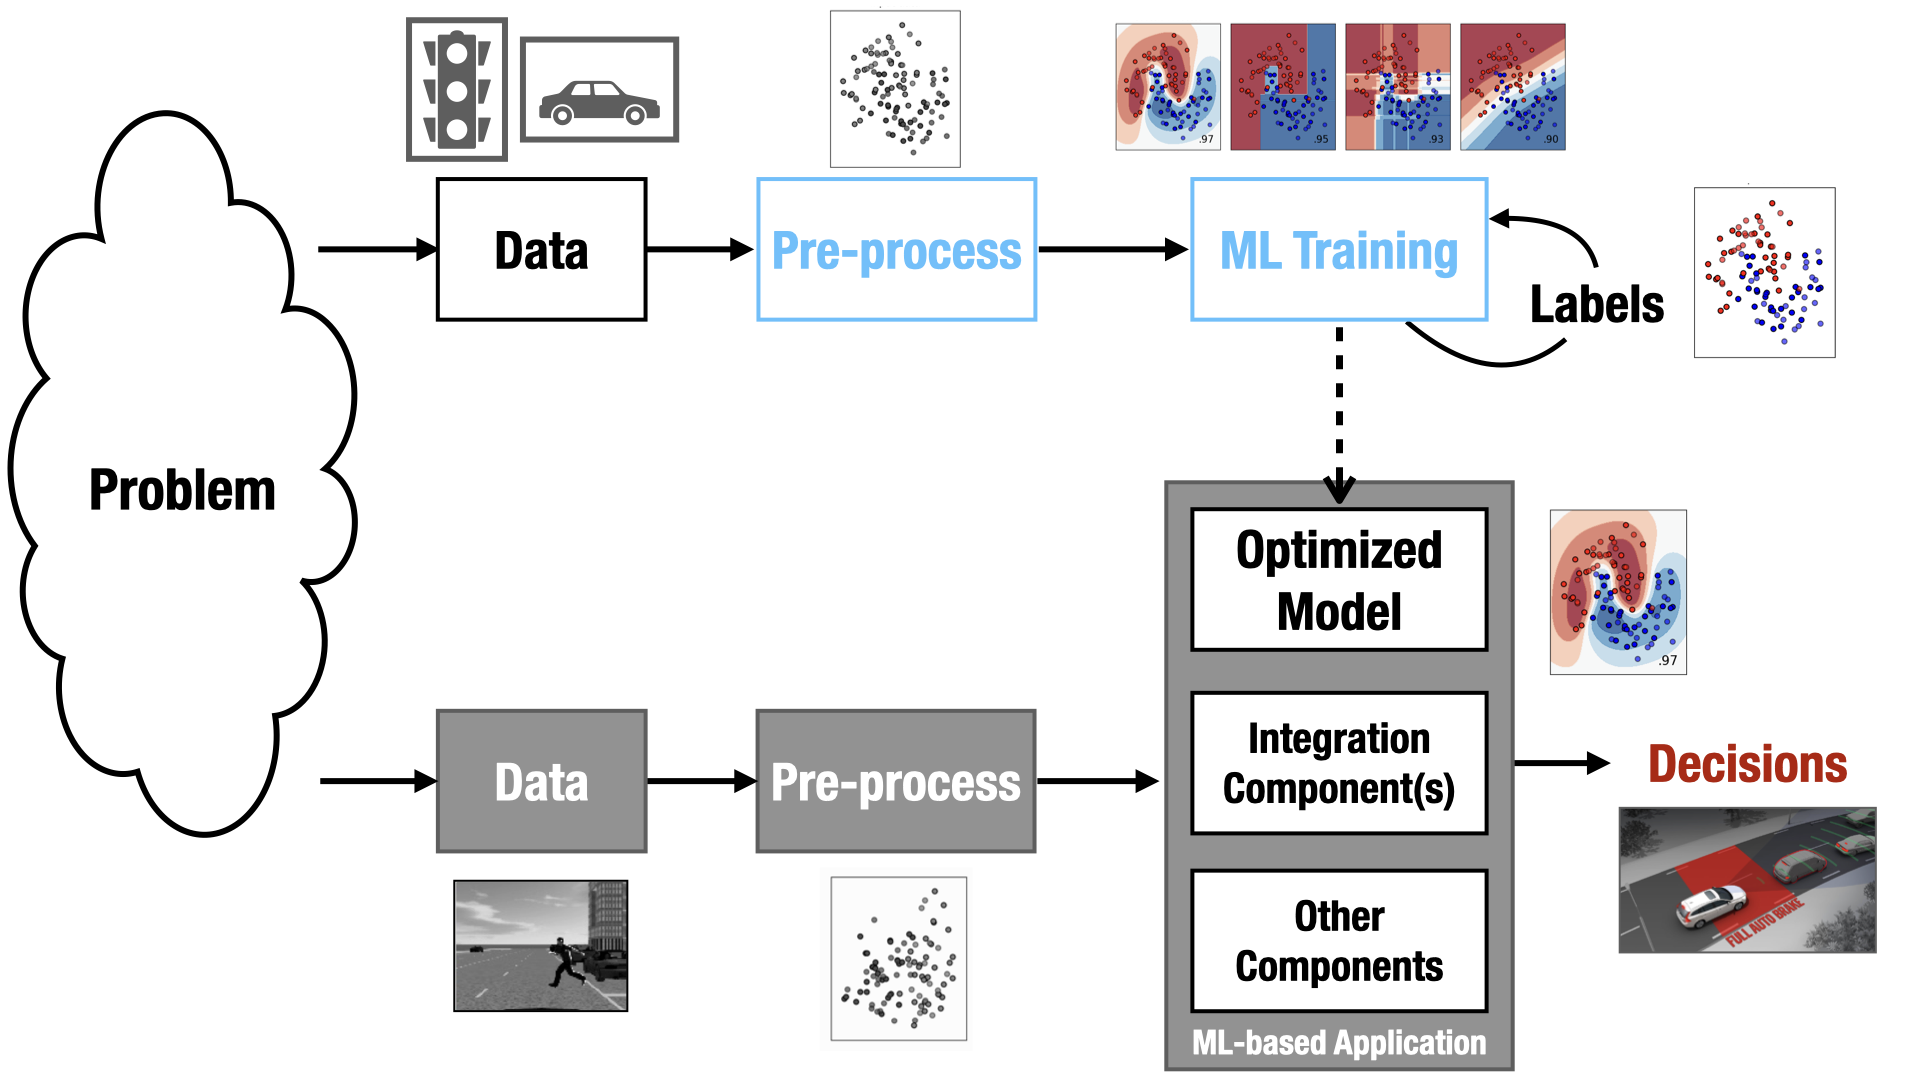 .97
.95
.93
.90
Data
Pre-process
ML Training
Labels
Problem
Optimized
Model
.97
Data
Pre-process
Integration
Component(s)
Decisions
FULL AUTO BRAKE
Other
Components
ML-based Application